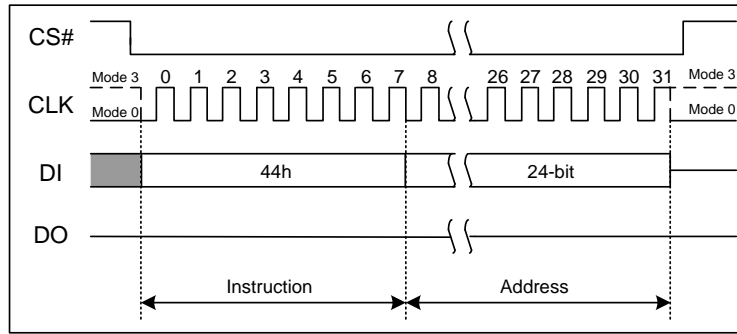 CS#
Mode 3 0 1 2 3 4 5 6 7 8 26 27 28 29 30 31 Mode 3
CLK
Mode 0 Mode 0
DI 44h 24-bit
DO
Instruction Address